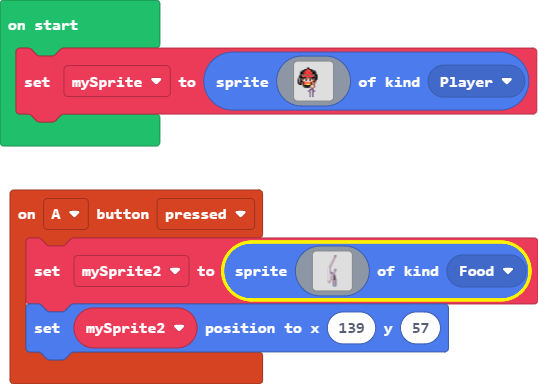 on start
set mySprite to sprite of kind Player
on A button pressed
set mySprite2 to sprite of kind Food
set mySprite2 position to x 139 y 57